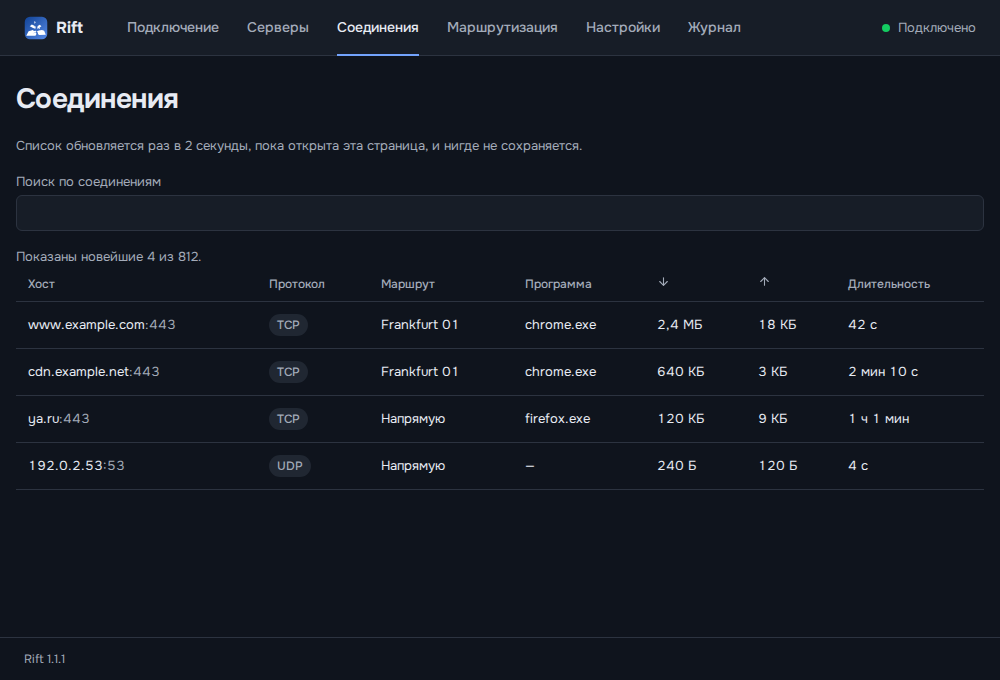 Rift Подключение Серверы Соединения Маршрутизация Настройки Журнал Подключено
Соединения
Список обновляется раз в 2 секунды, пока открыта эта страница, и нигде не сохраняется.
Поиск по соединениям
Показаны новейшие 4 из 812.
Хост Протокол Маршрут Программа ↓ ↑ Длительность
www.example.com:443 TCP Frankfurt 01 chrome.exe 2,4 МБ 18 КБ 42 с
cdn.example.net:443 TCP Frankfurt 01 chrome.exe 640 КБ 3 КБ 2 мин 10 с
ya.ru:443 TCP Напрямую firefox.exe 120 КБ 9 КБ 1 ч 1 мин
192.0.2.53:53 UDP Напрямую — 240 Б 120 Б 4 с
Rift 1.1.1